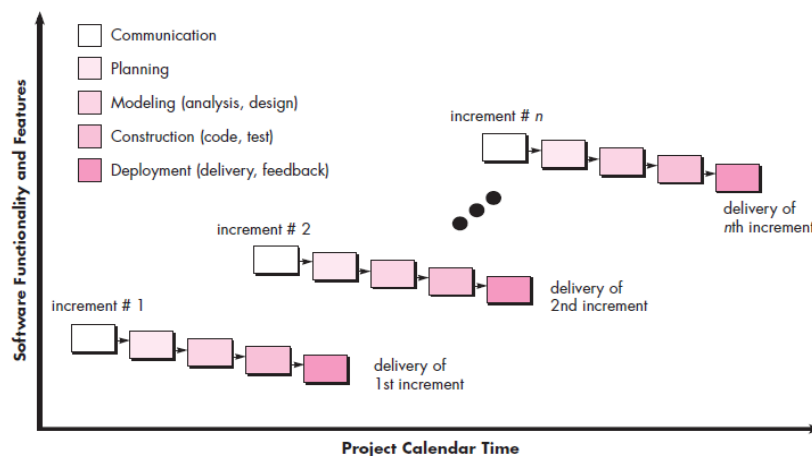 Communication
Planning
Modeling (analysis, design)
Construction (code, test)
Deployment (delivery, feedback)
increment # n
delivery of
nth increment
increment # 2
delivery of
2nd increment
increment # 1
delivery of
1st increment
Software Functionality and Features
Project Calendar Time